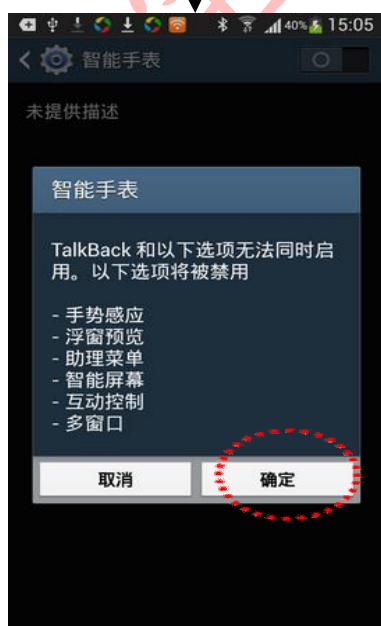 40% 15:05
智能手表
未提供描述
智能手表
TalkBack 和以下选项无法同时启
用。以下选项将被禁用
- 手势感应
- 浮窗预览
- 助理菜单
- 智能屏幕
- 互动控制
- 多窗口
取消 确定